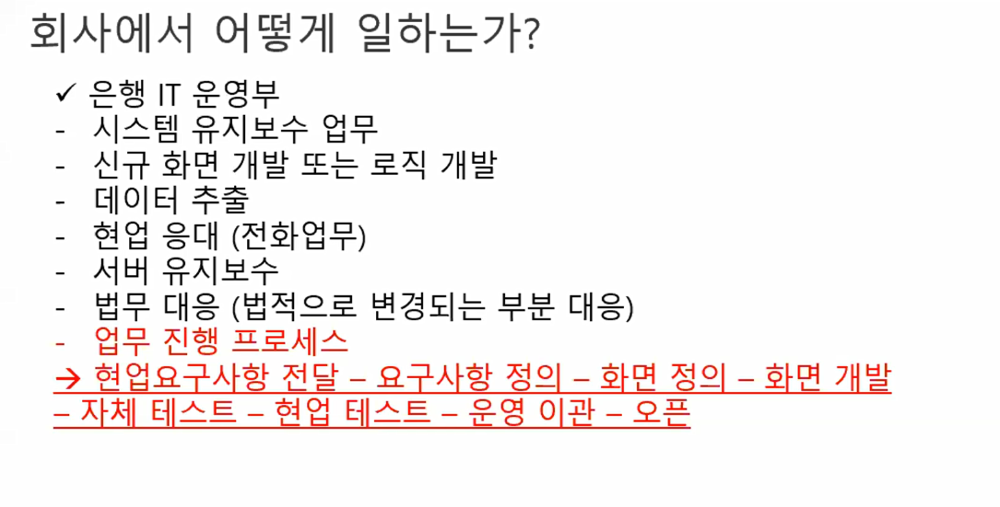 회사에서 어떻게 일하는가?
✓ 은행 IT 운영부
- 시스템 유지보수 업무
- 신규 화면 개발 또는 로직 개발
- 데이터 추출
- 현업 응대 (전화업무)
- 서버 유지보수
- 법무 대응 (법적으로 변경되는 부분 대응)
- 업무 진행 프로세스
→ 현업요구사항 전달 – 요구사항 정의 – 화면 정의 – 화면 개발
– 자체 테스트 – 현업 테스트 – 운영 이관 – 오픈